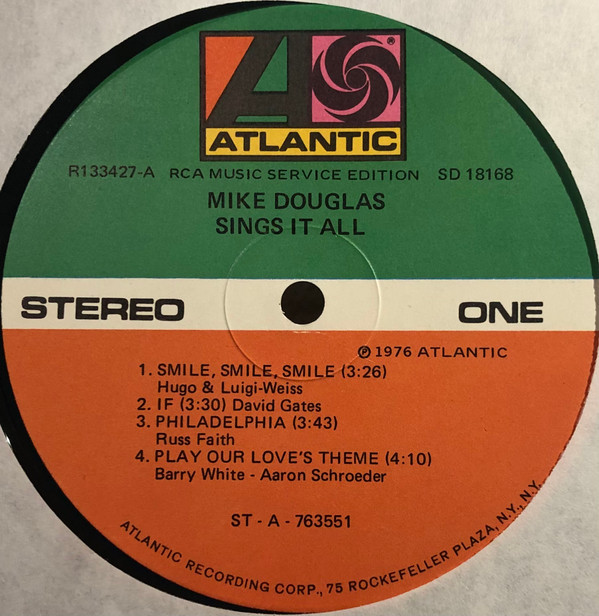 ®
ATLANTIC
R133427-A RCA MUSIC SERVICE EDITION SD 18168
MIKE DOUGLAS
SINGS IT ALL
STEREO ONE
℗ 1976 ATLANTIC
1. SMILE, SMILE, SMILE (3:26)
Hugo & Luigi-Weiss
2. IF (3:30) David Gates
3. PHILADELPHIA (3:43)
Russ Faith
4. PLAY OUR LOVE'S THEME (4:10)
Barry White - Aaron Schroeder
ST - A - 763551
ATLANTIC RECORDING CORP., 75 ROCKEFELLER PLAZA, N.Y., N.Y.